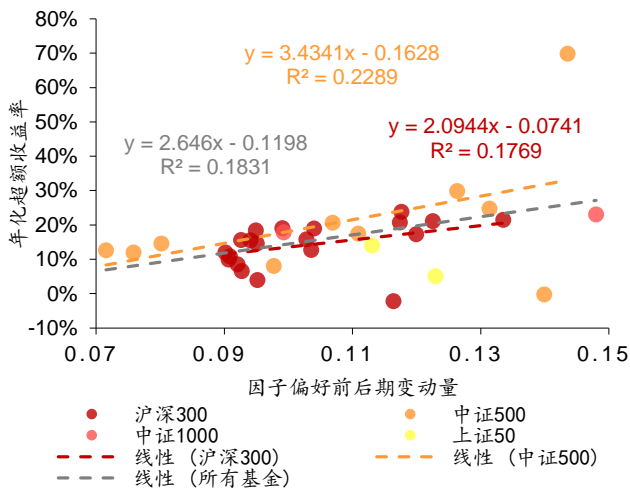 80%
70%
60%
50%
40%
30%
20%
10%
0%
-10%
年化超额收益率
y = 3.4341x - 0.1628
R² = 0.2289
y = 2.0944x - 0.0741
R² = 0.1769
y = 2.646x - 0.1198
R² = 0.1831
0.07 0.09 0.11 0.13 0.15
因子偏好前后期变动量
沪深300 中证500
中证1000 上证50
线性 (沪深300) 线性 (中证500)
线性 (所有基金)